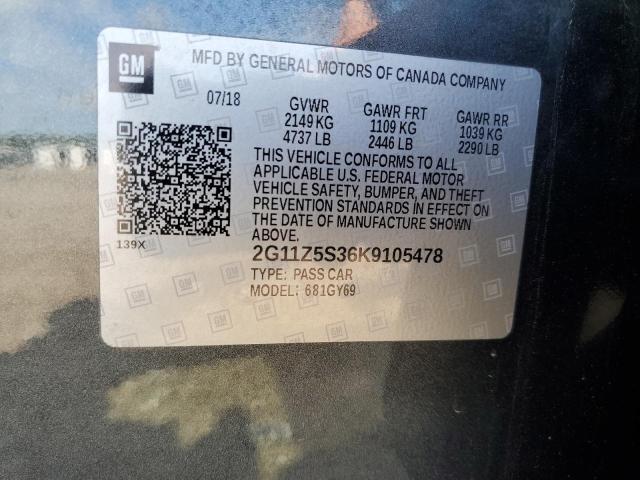 GM
MFD BY GENERAL MOTORS OF CANADA COMPANY
07/18 GVWR GAWR FRT GAWR RR
2149 KG 1109 KG 1039 KG
4737 LB 2446 LB 2290 LB
THIS VEHICLE CONFORMS TO ALL
APPLICABLE U.S. FEDERAL MOTOR
VEHICLE SAFETY, BUMPER, AND THEFT
PREVENTION STANDARDS IN EFFECT ON
THE DATE OF MANUFACTURE SHOWN
ABOVE.
139X
2G11Z5S36K9105478
TYPE: PASS CAR
MODEL: 681GY69